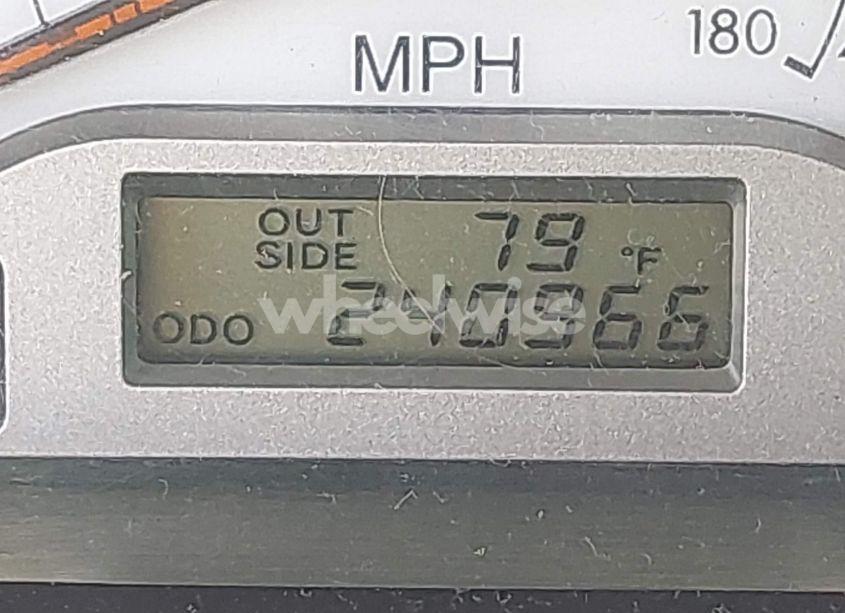 MPH
180
OUT SIDE 79 °F
ODO 240966
wheelwise